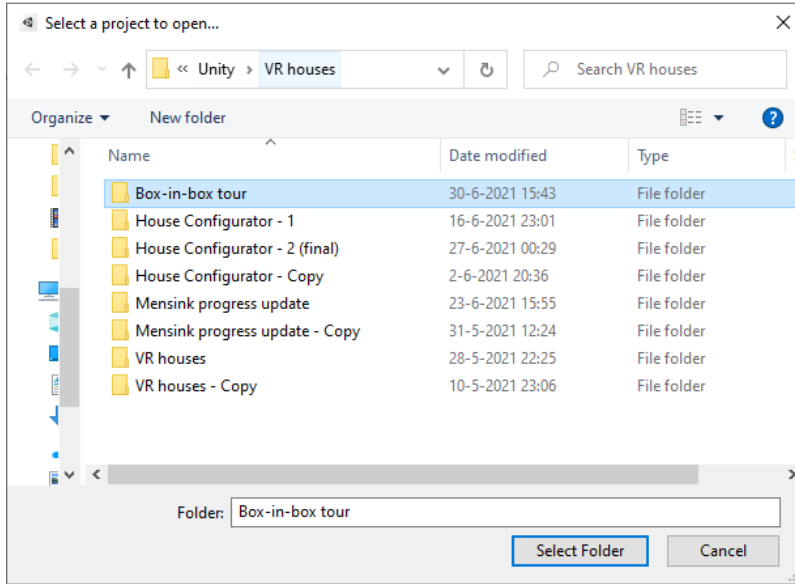 Select a project to open...
« Unity › VR houses
Search VR houses
Organize
New folder
?
Name Date modified Type
Box-in-box tour 30-6-2021 15:43 File folder
House Configurator - 1 16-6-2021 23:01 File folder
House Configurator - 2 (final) 27-6-2021 00:29 File folder
House Configurator - Copy 2-6-2021 20:36 File folder
Mensink progress update 23-6-2021 15:55 File folder
Mensink progress update - Copy 31-5-2021 12:24 File folder
VR houses 28-5-2021 22:25 File folder
VR houses - Copy 10-5-2021 23:06 File folder
Folder: Box-in-box tour
Select Folder
Cancel